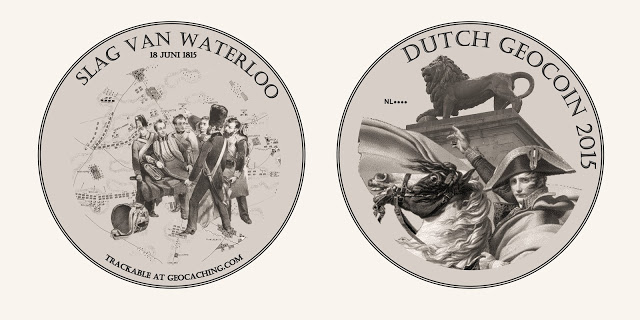 SLAG VAN WATERLOO
18 JUNI 1815
TRACKABLE AT GEOCACHING.COM
DUTCH GEOCOIN 2015
NL••••